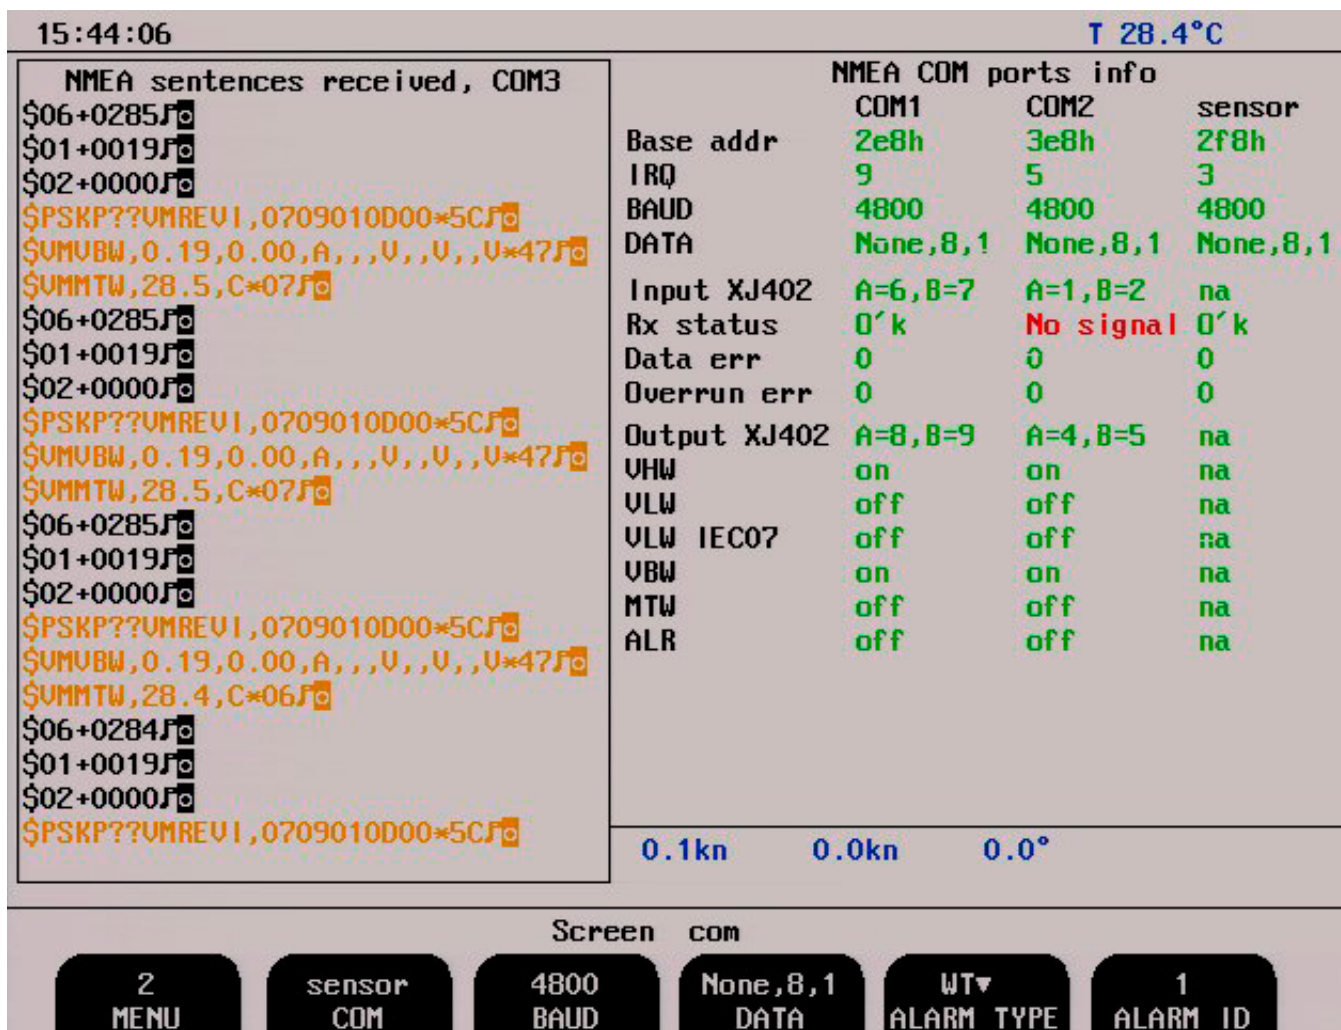 15:44:06
T 28.4°C
NMEA sentences received, COM3
$06+0285♪◘
$01+0019♪◘
$02+0000♪◘
$PSKP??VMREVI,0709010D00*5C♪◘
$VMVBW,0.19,0.00,A,,,V,,V,,V*47♪◘
$VMMTW,28.5,C*07♪◘
$06+0285♪◘
$01+0019♪◘
$02+0000♪◘
$PSKP??VMREVI,0709010D00*5C♪◘
$VMVBW,0.19,0.00,A,,,V,,V,,V*47♪◘
$VMMTW,28.5,C*07♪◘
$06+0285♪◘
$01+0019♪◘
$02+0000♪◘
$PSKP??VMREVI,0709010D00*5C♪◘
$VMVBW,0.19,0.00,A,,,V,,V,,V*47♪◘
$VMMTW,28.4,C*06♪◘
$06+0284♪◘
$01+0019♪◘
$02+0000♪◘
$PSKP??VMREVI,0709010D00*5C♪◘
NMEA COM ports info
COM1 COM2 sensor
Base addr 2e8h 3e8h 2f8h
IRQ 9 5 3
BAUD 4800 4800 4800
DATA None,8,1 None,8,1 None,8,1
Input XJ402 A=6,B=7 A=1,B=2 na
Rx status O´k No signal O´k
Data err 0 0 0
Overrun err 0 0 0
Output XJ402 A=8,B=9 A=4,B=5 na
VHW on on na
VLW off off na
VLW IEC07 off off na
VBW on on na
MTW off off na
ALR off off na
0.1kn 0.0kn 0.0°
Screen com
2 sensor 4800 None,8,1 WT▼ 1
MENU COM BAUD DATA ALARM TYPE ALARM ID